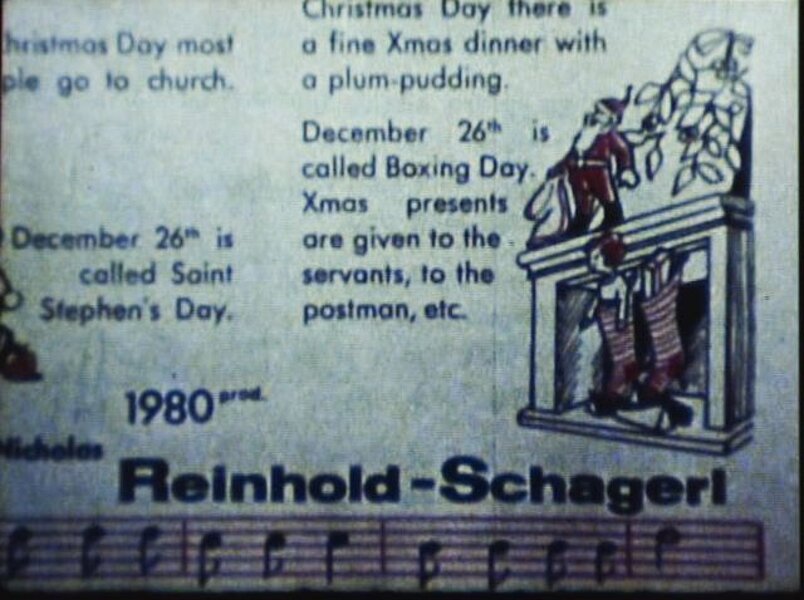 Christmas Day most
ple go to church.
December 26th is
called Saint
Stephen's Day.
Christmas Day there is
a fine Xmas dinner with
a plum-pudding.
December 26th is
called Boxing Day.
Xmas presents
are given to the
servants, to the
postman, etc.
1980 prod.
Nicholas
Reinhold-Schagerl